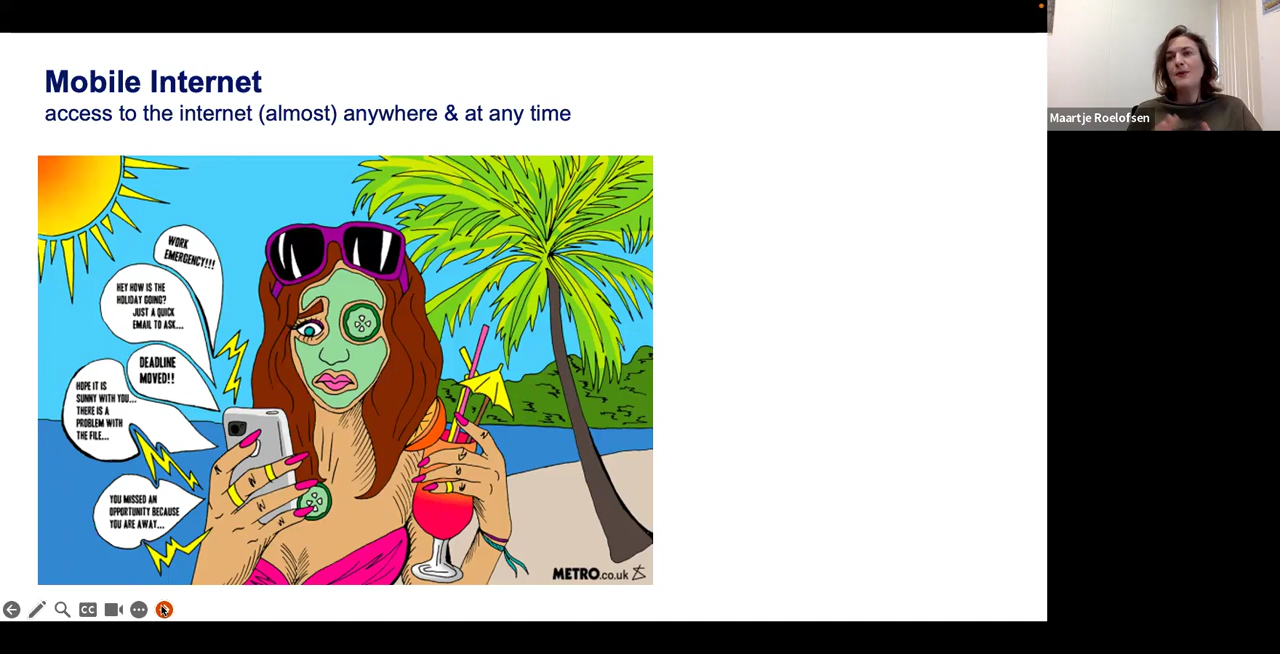 Mobile Internet
access to the internet (almost) anywhere & at any time
WORK
EMERGENCY!!!
HEY HOW IS THE
HOLIDAY GOING?
JUST A QUICK
EMAIL TO ASK...
DEADLINE
MOVED!!
HOPE IT IS
SUNNY WITH YOU...
THERE IS A
PROBLEM WITH
THE FILE...
YOU MISSED AN
OPPORTUNITY BECAUSE
YOU ARE AWAY...
METRO.co.uk
CC
Maartje Roelofsen